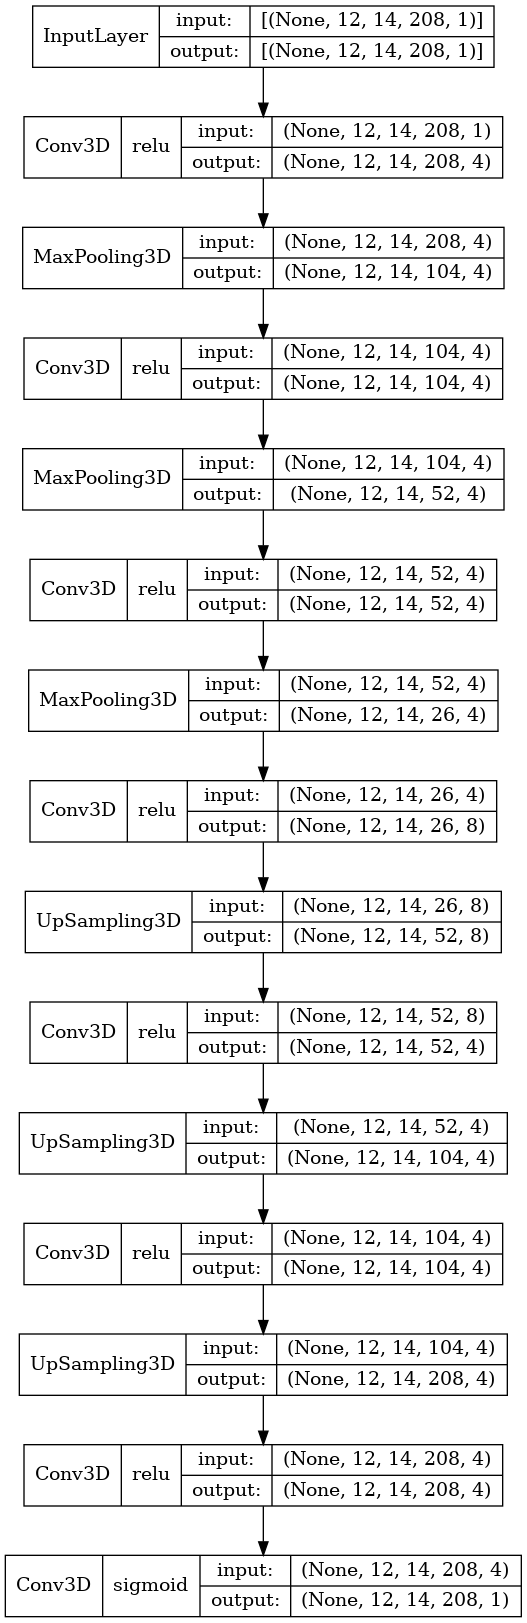 InputLayer input: [(None, 12, 14, 208, 1)]
output: [(None, 12, 14, 208, 1)]
Conv3D relu input: (None, 12, 14, 208, 1)
output: (None, 12, 14, 208, 4)
MaxPooling3D input: (None, 12, 14, 208, 4)
output: (None, 12, 14, 104, 4)
Conv3D relu input: (None, 12, 14, 104, 4)
output: (None, 12, 14, 104, 4)
MaxPooling3D input: (None, 12, 14, 104, 4)
output: (None, 12, 14, 52, 4)
Conv3D relu input: (None, 12, 14, 52, 4)
output: (None, 12, 14, 52, 4)
MaxPooling3D input: (None, 12, 14, 52, 4)
output: (None, 12, 14, 26, 4)
Conv3D relu input: (None, 12, 14, 26, 4)
output: (None, 12, 14, 26, 8)
UpSampling3D input: (None, 12, 14, 26, 8)
output: (None, 12, 14, 52, 8)
Conv3D relu input: (None, 12, 14, 52, 8)
output: (None, 12, 14, 52, 4)
UpSampling3D input: (None, 12, 14, 52, 4)
output: (None, 12, 14, 104, 4)
Conv3D relu input: (None, 12, 14, 104, 4)
output: (None, 12, 14, 104, 4)
UpSampling3D input: (None, 12, 14, 104, 4)
output: (None, 12, 14, 208, 4)
Conv3D relu input: (None, 12, 14, 208, 4)
output: (None, 12, 14, 208, 4)
Conv3D sigmoid input: (None, 12, 14, 208, 4)
output: (None, 12, 14, 208, 1)